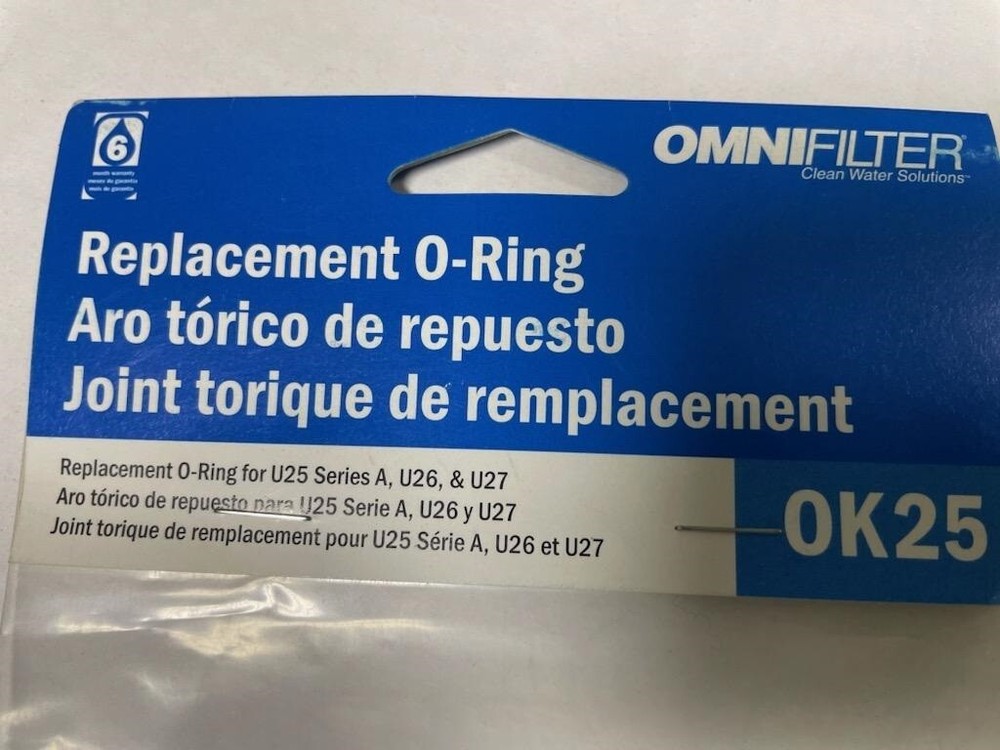 6
month warranty
meses de garantía
mois de garantie
OMNIFILTER®
Clean Water Solutions™
Replacement O-Ring
Aro tórico de repuesto
Joint torique de remplacement
Replacement O-Ring for U25 Series A, U26, & U27
Aro tórico de repuesto para U25 Serie A, U26 y U27
Joint torique de remplacement pour U25 Série A, U26 et U27
OK25